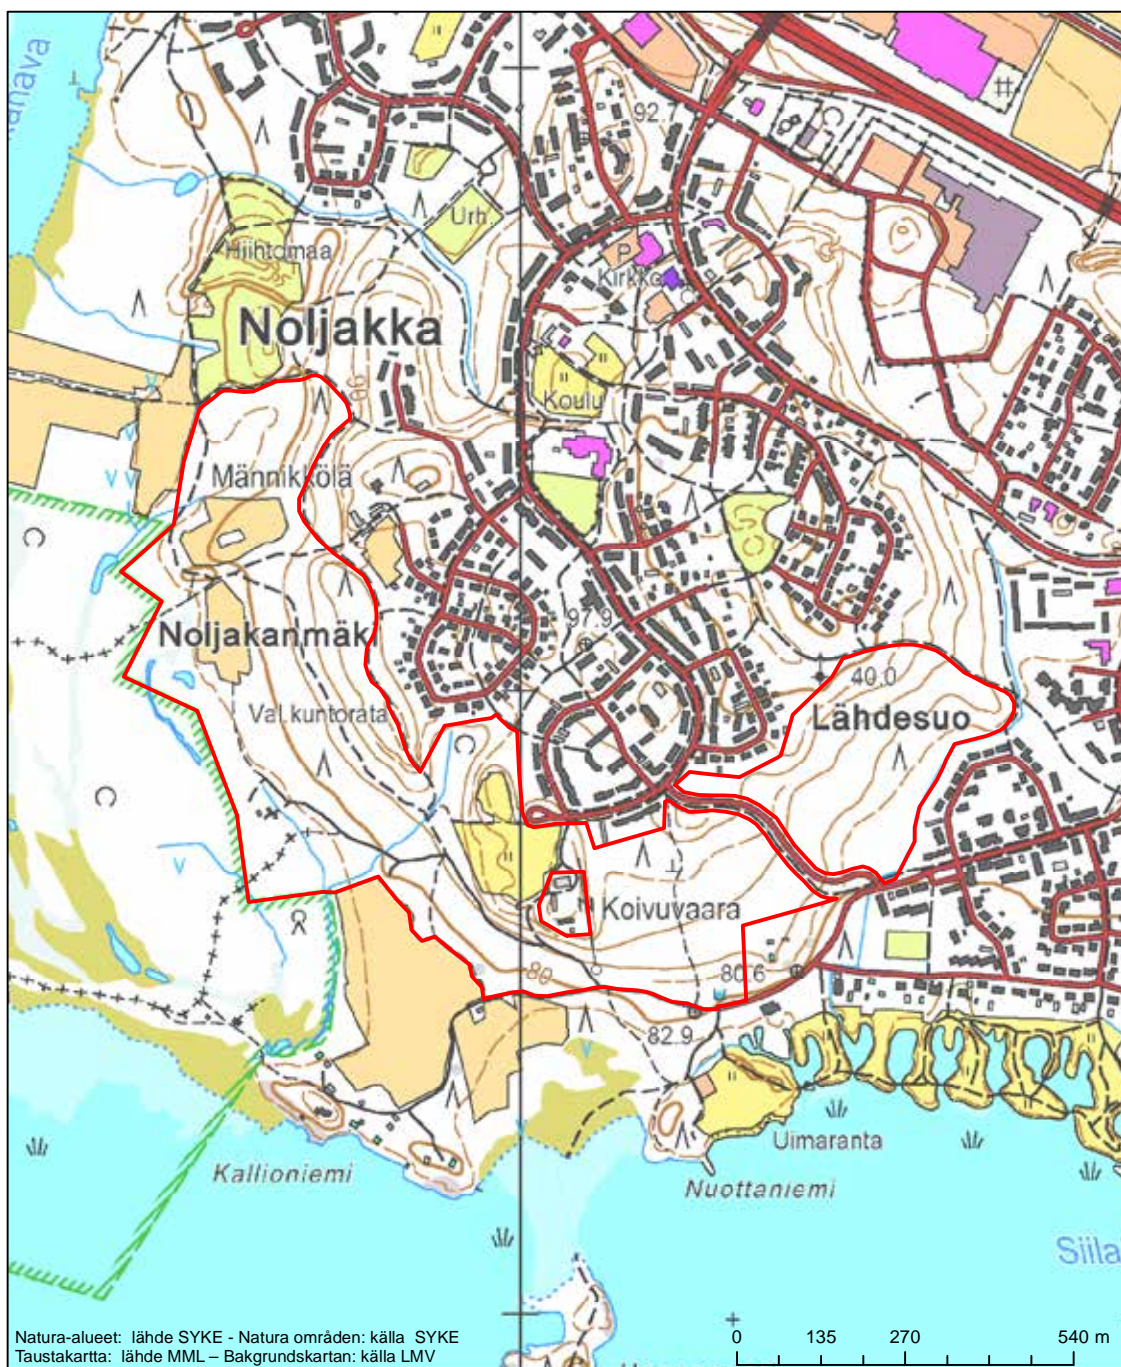 92.7
Urh.
Hiihtomaa
P
Kirkko
Noljakka
90
Koulu
Männikkölä
97.9
Noljakanmäk
40.0
Val.kuntorata
Lähdesuo
Koivuvaara
80
80.6
82.9
Uimaranta
Kallioniemi
Nuottaniemi
Siila
Natura-alueet: lähde SYKE - Natura områden: källa SYKE
Taustakartta: lähde MML – Bakgrundskartan: källa LMV
0 135 270 540 m